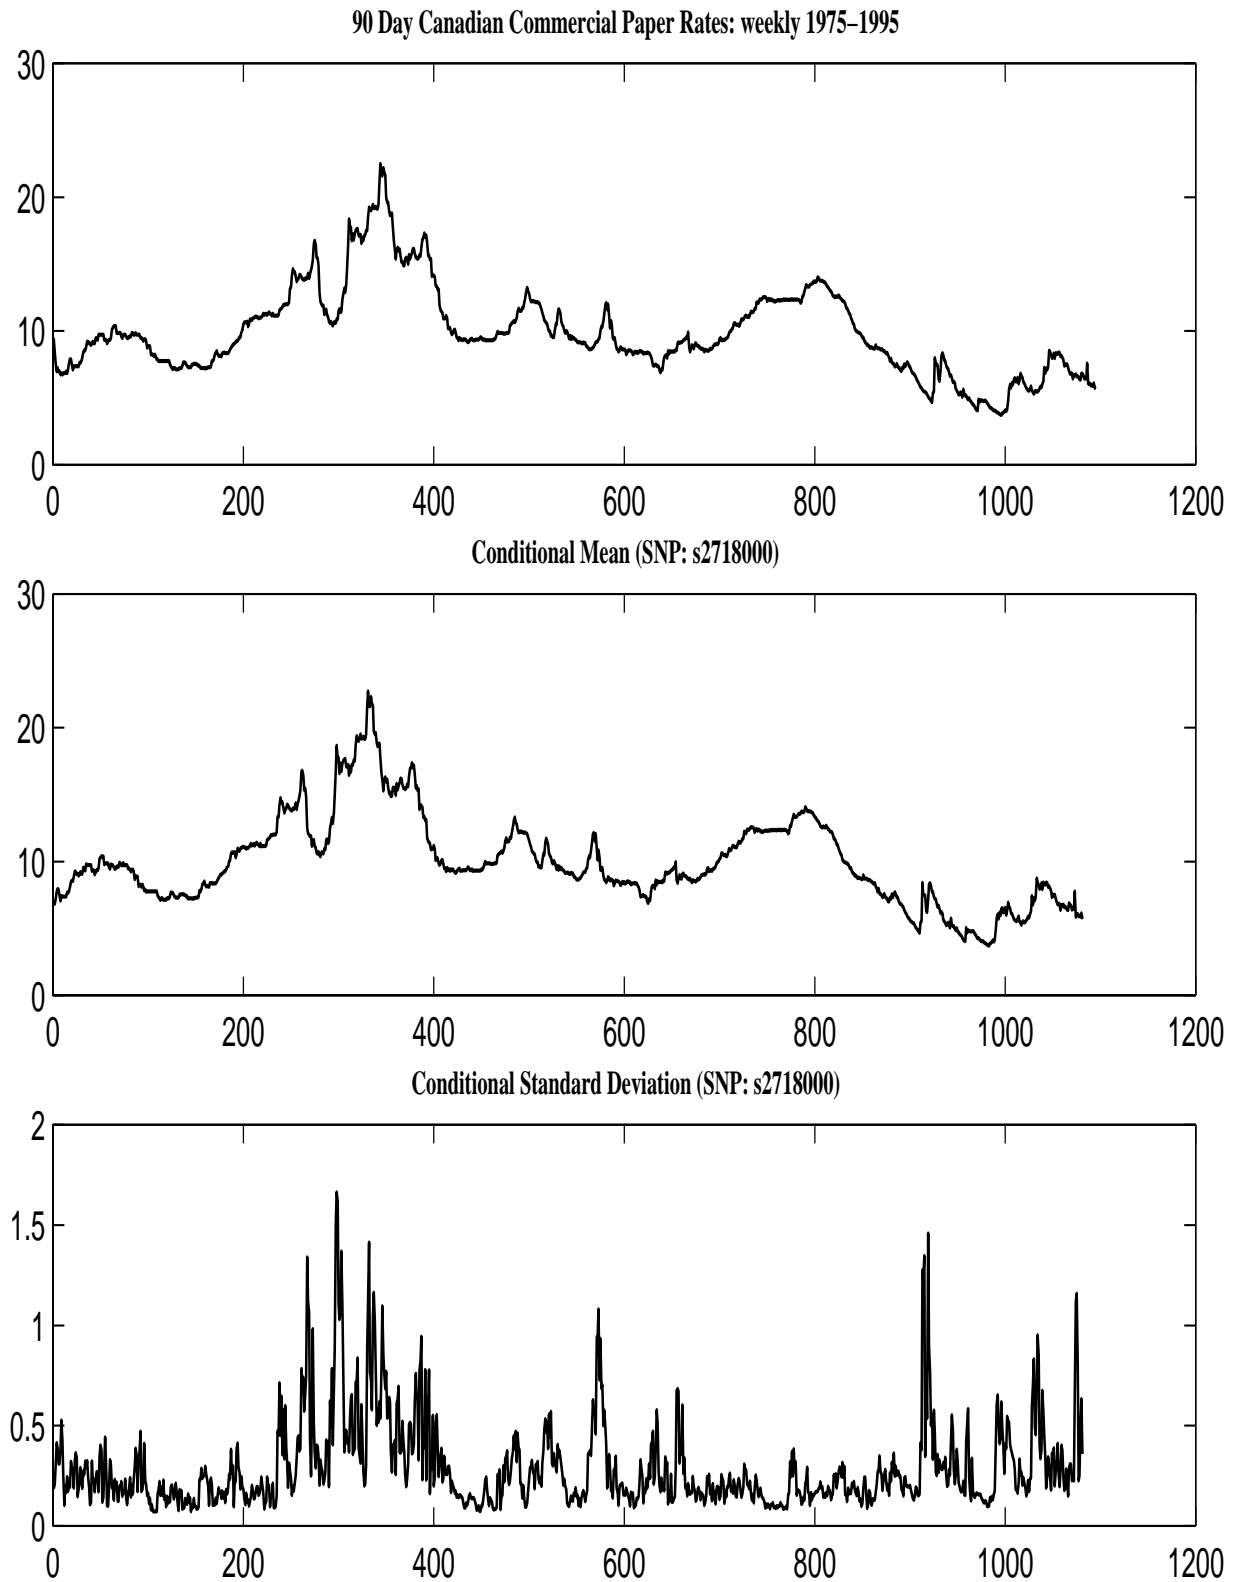 90 Day Canadian Commercial Paper Rates: weekly 1975–1995
30
20
10
0
0 200 400 600 800 1000 1200
Conditional Mean (SNP: s2718000)
30
20
10
0
0 200 400 600 800 1000 1200
Conditional Standard Deviation (SNP: s2718000)
2
1.5
1
0.5
0
0 200 400 600 800 1000 1200